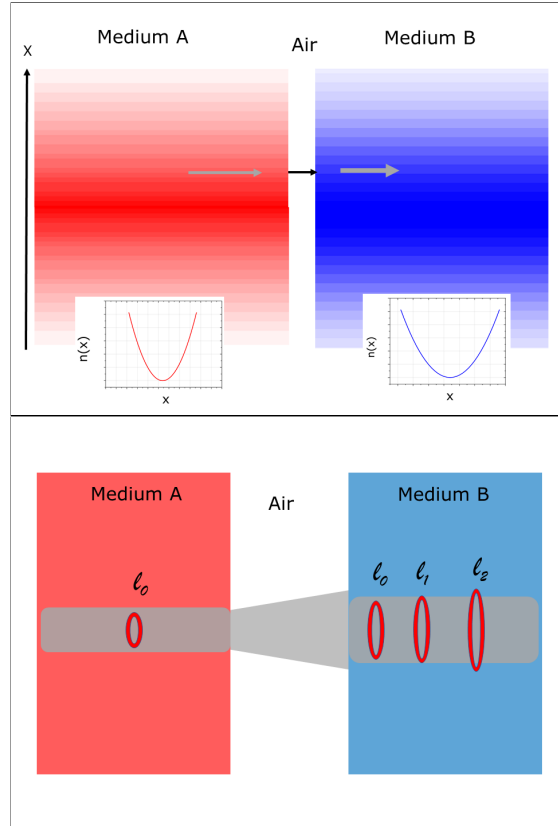 Medium A
Air
Medium B
X
n(x)
x
n(x)
x
Medium A
Air
Medium B
ℓ₀
ℓ₀
ℓ₁
ℓ₂